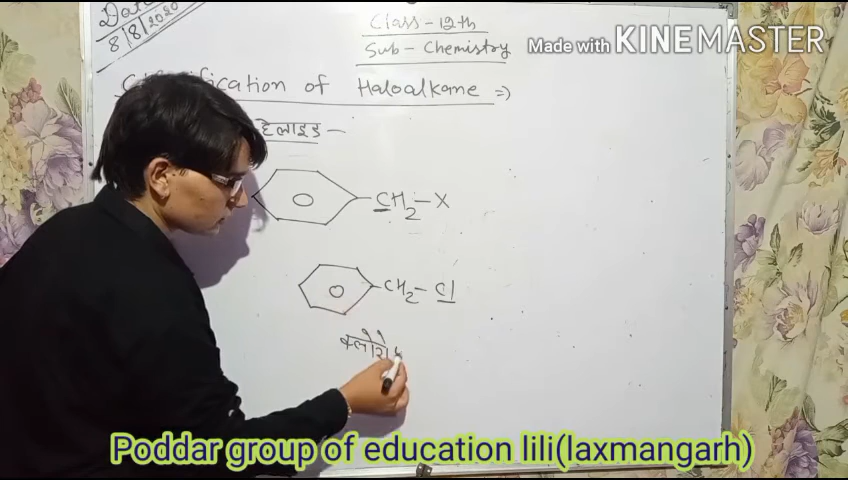 Date
8/8/2020
Class - 12th
Sub - Chemistry
Made with KINEMASTER
of Haloalkane =>
हैलाइड -
CH2-X
CH2-Cl
क्लोरो
Poddar group of education lili(laxmangarh)